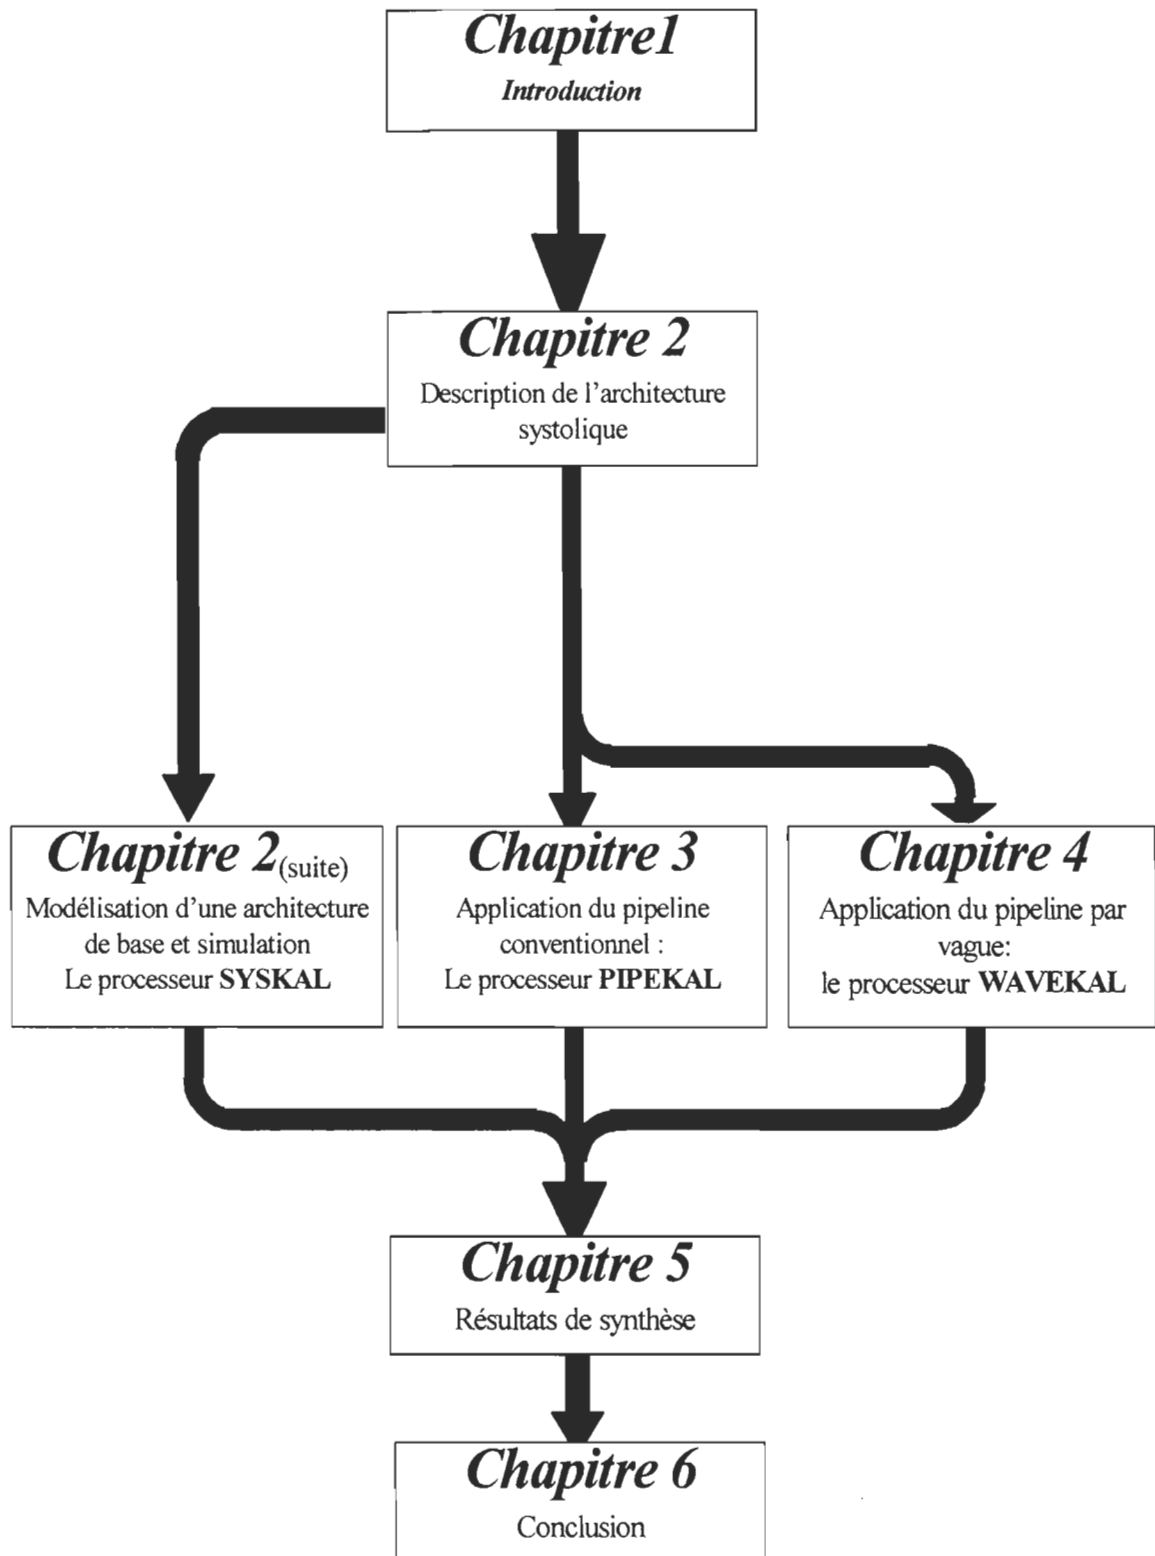 Chapitre1
Introduction
Chapitre 2
Description de l'architecture
systolique
Chapitre 2(suite)
Modélisation d'une architecture
de base et simulation
Le processeur SYSKAL
Chapitre 3
Application du pipeline
conventionnel :
Le processeur PIPEKAL
Chapitre 4
Application du pipeline par
vague:
le processeur WAVEKAL
Chapitre 5
Résultats de synthèse
Chapitre 6
Conclusion